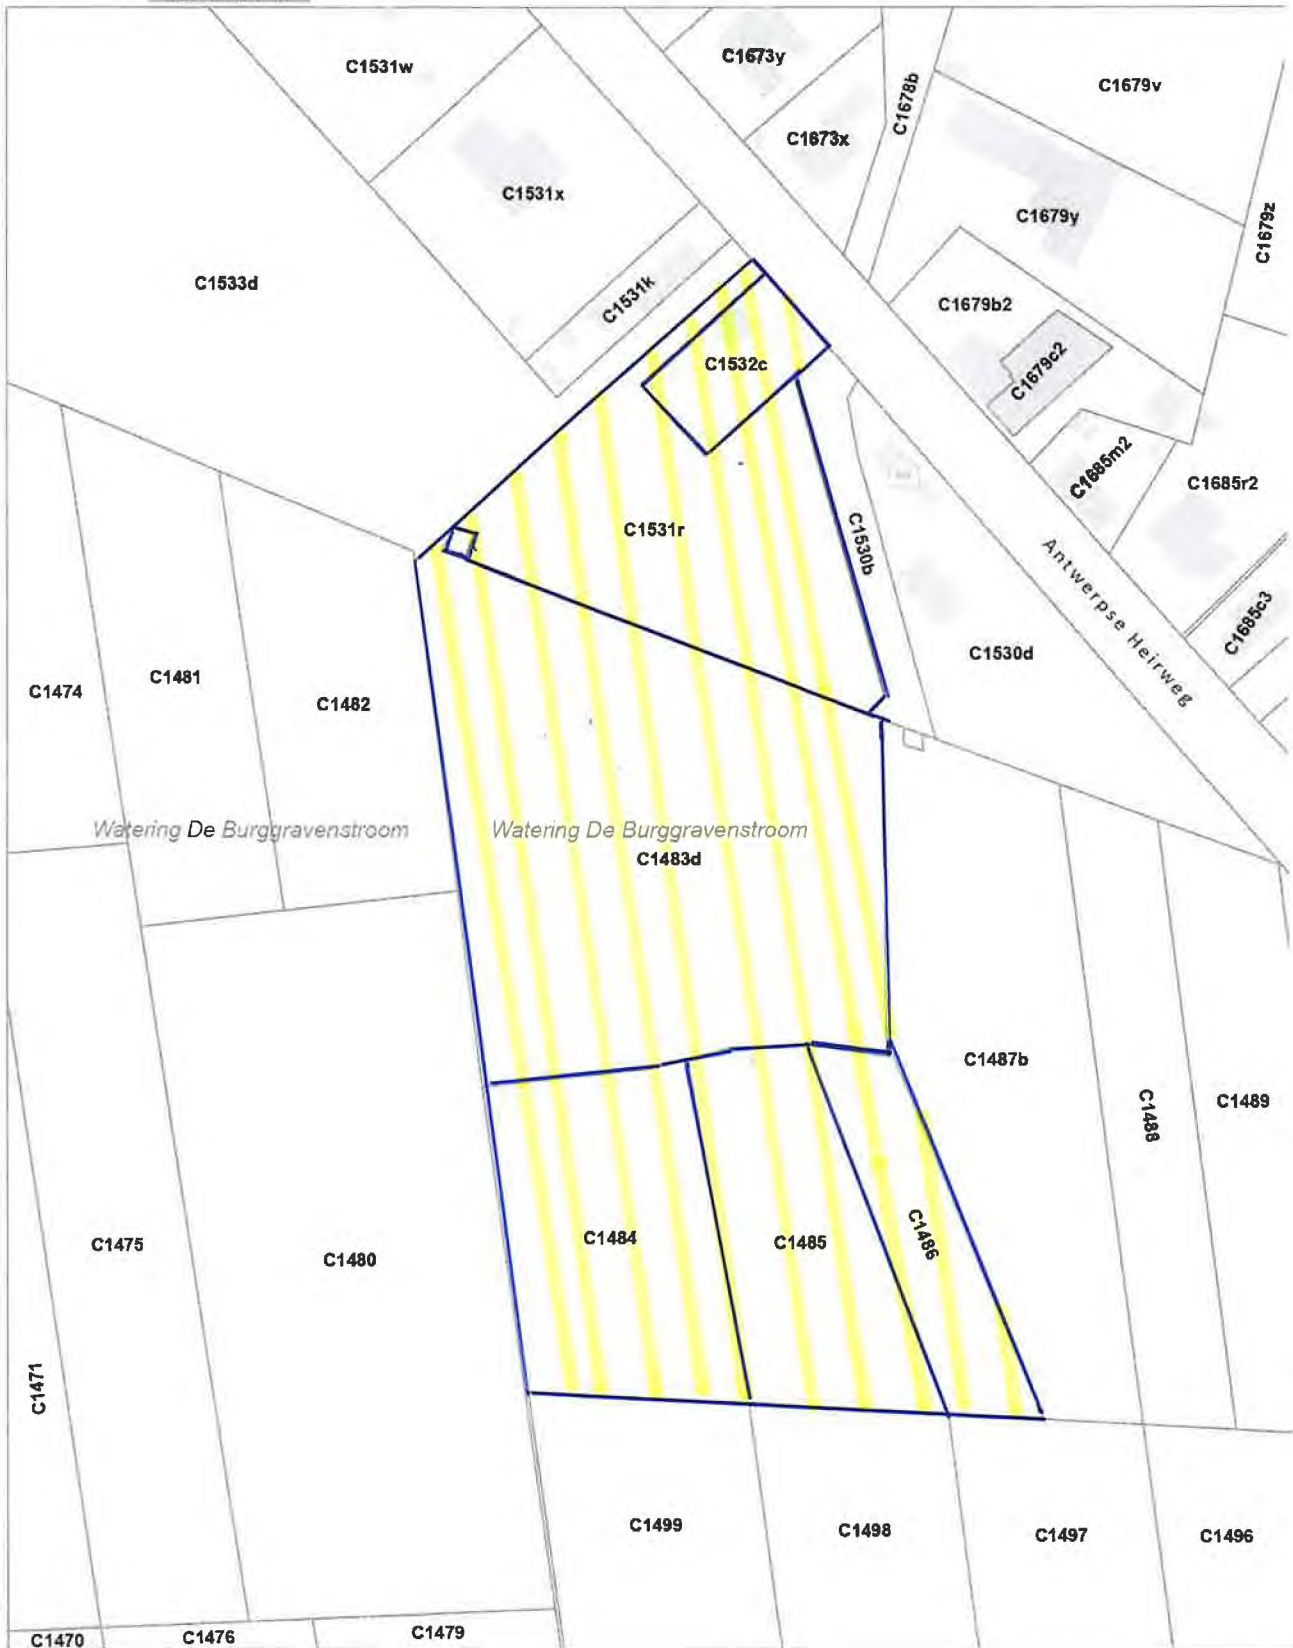 C1531w
C1673y
C1679v
C1678b
C1673x
C1531x
C1679y
C1679z
C1533d
C1531k
C1679b2
C1532c
C1679c2
C1685m2
C1685r2
C1531r
C1530b
Antwerpse Heirweg
C1685c3
C1530d
C1474
C1481
C1482
Watering De Burggravenstroom
Watering De Burggravenstroom
C1483d
C1487b
C1488
C1489
C1475
C1480
C1484
C1485
C1486
C1471
C1499
C1498
C1497
C1496
C1470
C1476
C1479